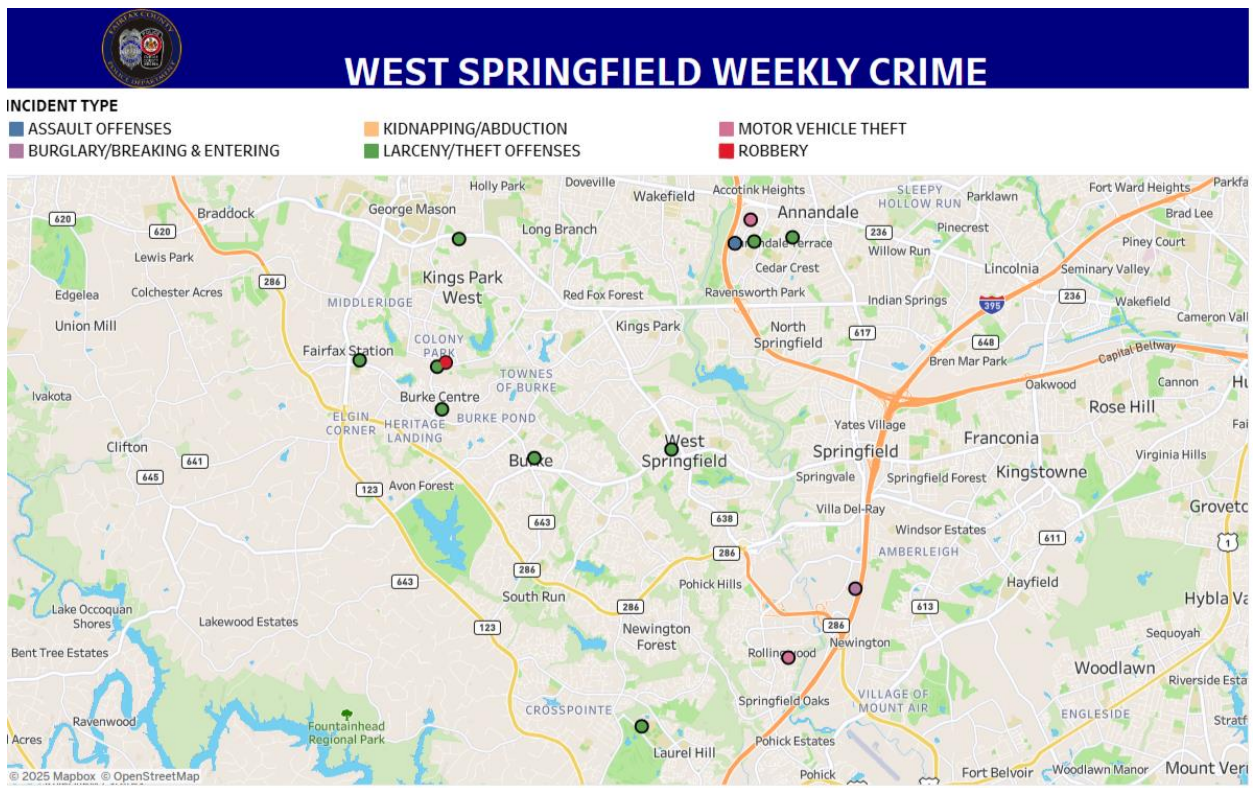 FAIRFAX COUNTY
POLICE DEPARTMENT
WEST SPRINGFIELD WEEKLY CRIME
INCIDENT TYPE
ASSAULT OFFENSES
KIDNAPPING/ABDUCTION
MOTOR VEHICLE THEFT
BURGLARY/BREAKING & ENTERING
LARCENY/THEFT OFFENSES
ROBBERY
Holly Park
Doveville
Wakefield
Accotink Heights
SLEEPY
HOLLOW RUN
Parklawn
Fort Ward Heights
Parkfa
620
Braddock
George Mason
Annandale
Brad Lee
620
Long Branch
236
Pinecrest
Piney Court
Lewis Park
Willow Run
Kings Park
West
Cedar Crest
Lincolnia
Seminary Valley
286
Edgelea
Colchester Acres
MIDDLERIDGE
Red Fox Forest
Ravensworth Park
Indian Springs
395
236
Wakefield
Union Mill
Kings Park
North
Springfield
617
Cameron Vall
COLONY
PARK
648
Fairfax Station
Bren Mar Park
Capital Beltway
TOWNES
OF BURKE
Oakwood
Cannon
Hu
Ivakota
Burke Centre
Rose Hill
ELGIN
CORNER
HERITAGE
LANDING
BURKE POND
Yates Village
Fai
Clifton
West
Springfield
Springfield
Franconia
Virginia Hills
641
Burke
645
Springvale
Springfield Forest
Kingstowne
123
Avon Forest
Villa Del-Ray
Groveto
643
638
Windsor Estates
611
1
286
AMBERLEIGH
643
286
Pohick Hills
Hayfield
South Run
286
613
Hybla Va
Lake Occoquan
Shores
Lakewood Estates
123
Newington
Forest
286
Newington
Sequoyah
Bent Tree Estates
Woodlawn
Riverside Esta
CROSSPOINTE
Springfield Oaks
VILLAGE OF
MOUNT AIR
ENGLESIDE
Ravenwood
Fountainhead
Regional Park
Stratf
Acres
Laurel Hill
Pohick Estates
Pohick
Fort Belvoir
Woodlawn Manor
Mount Vern
© 2025 Mapbox © OpenStreetMap